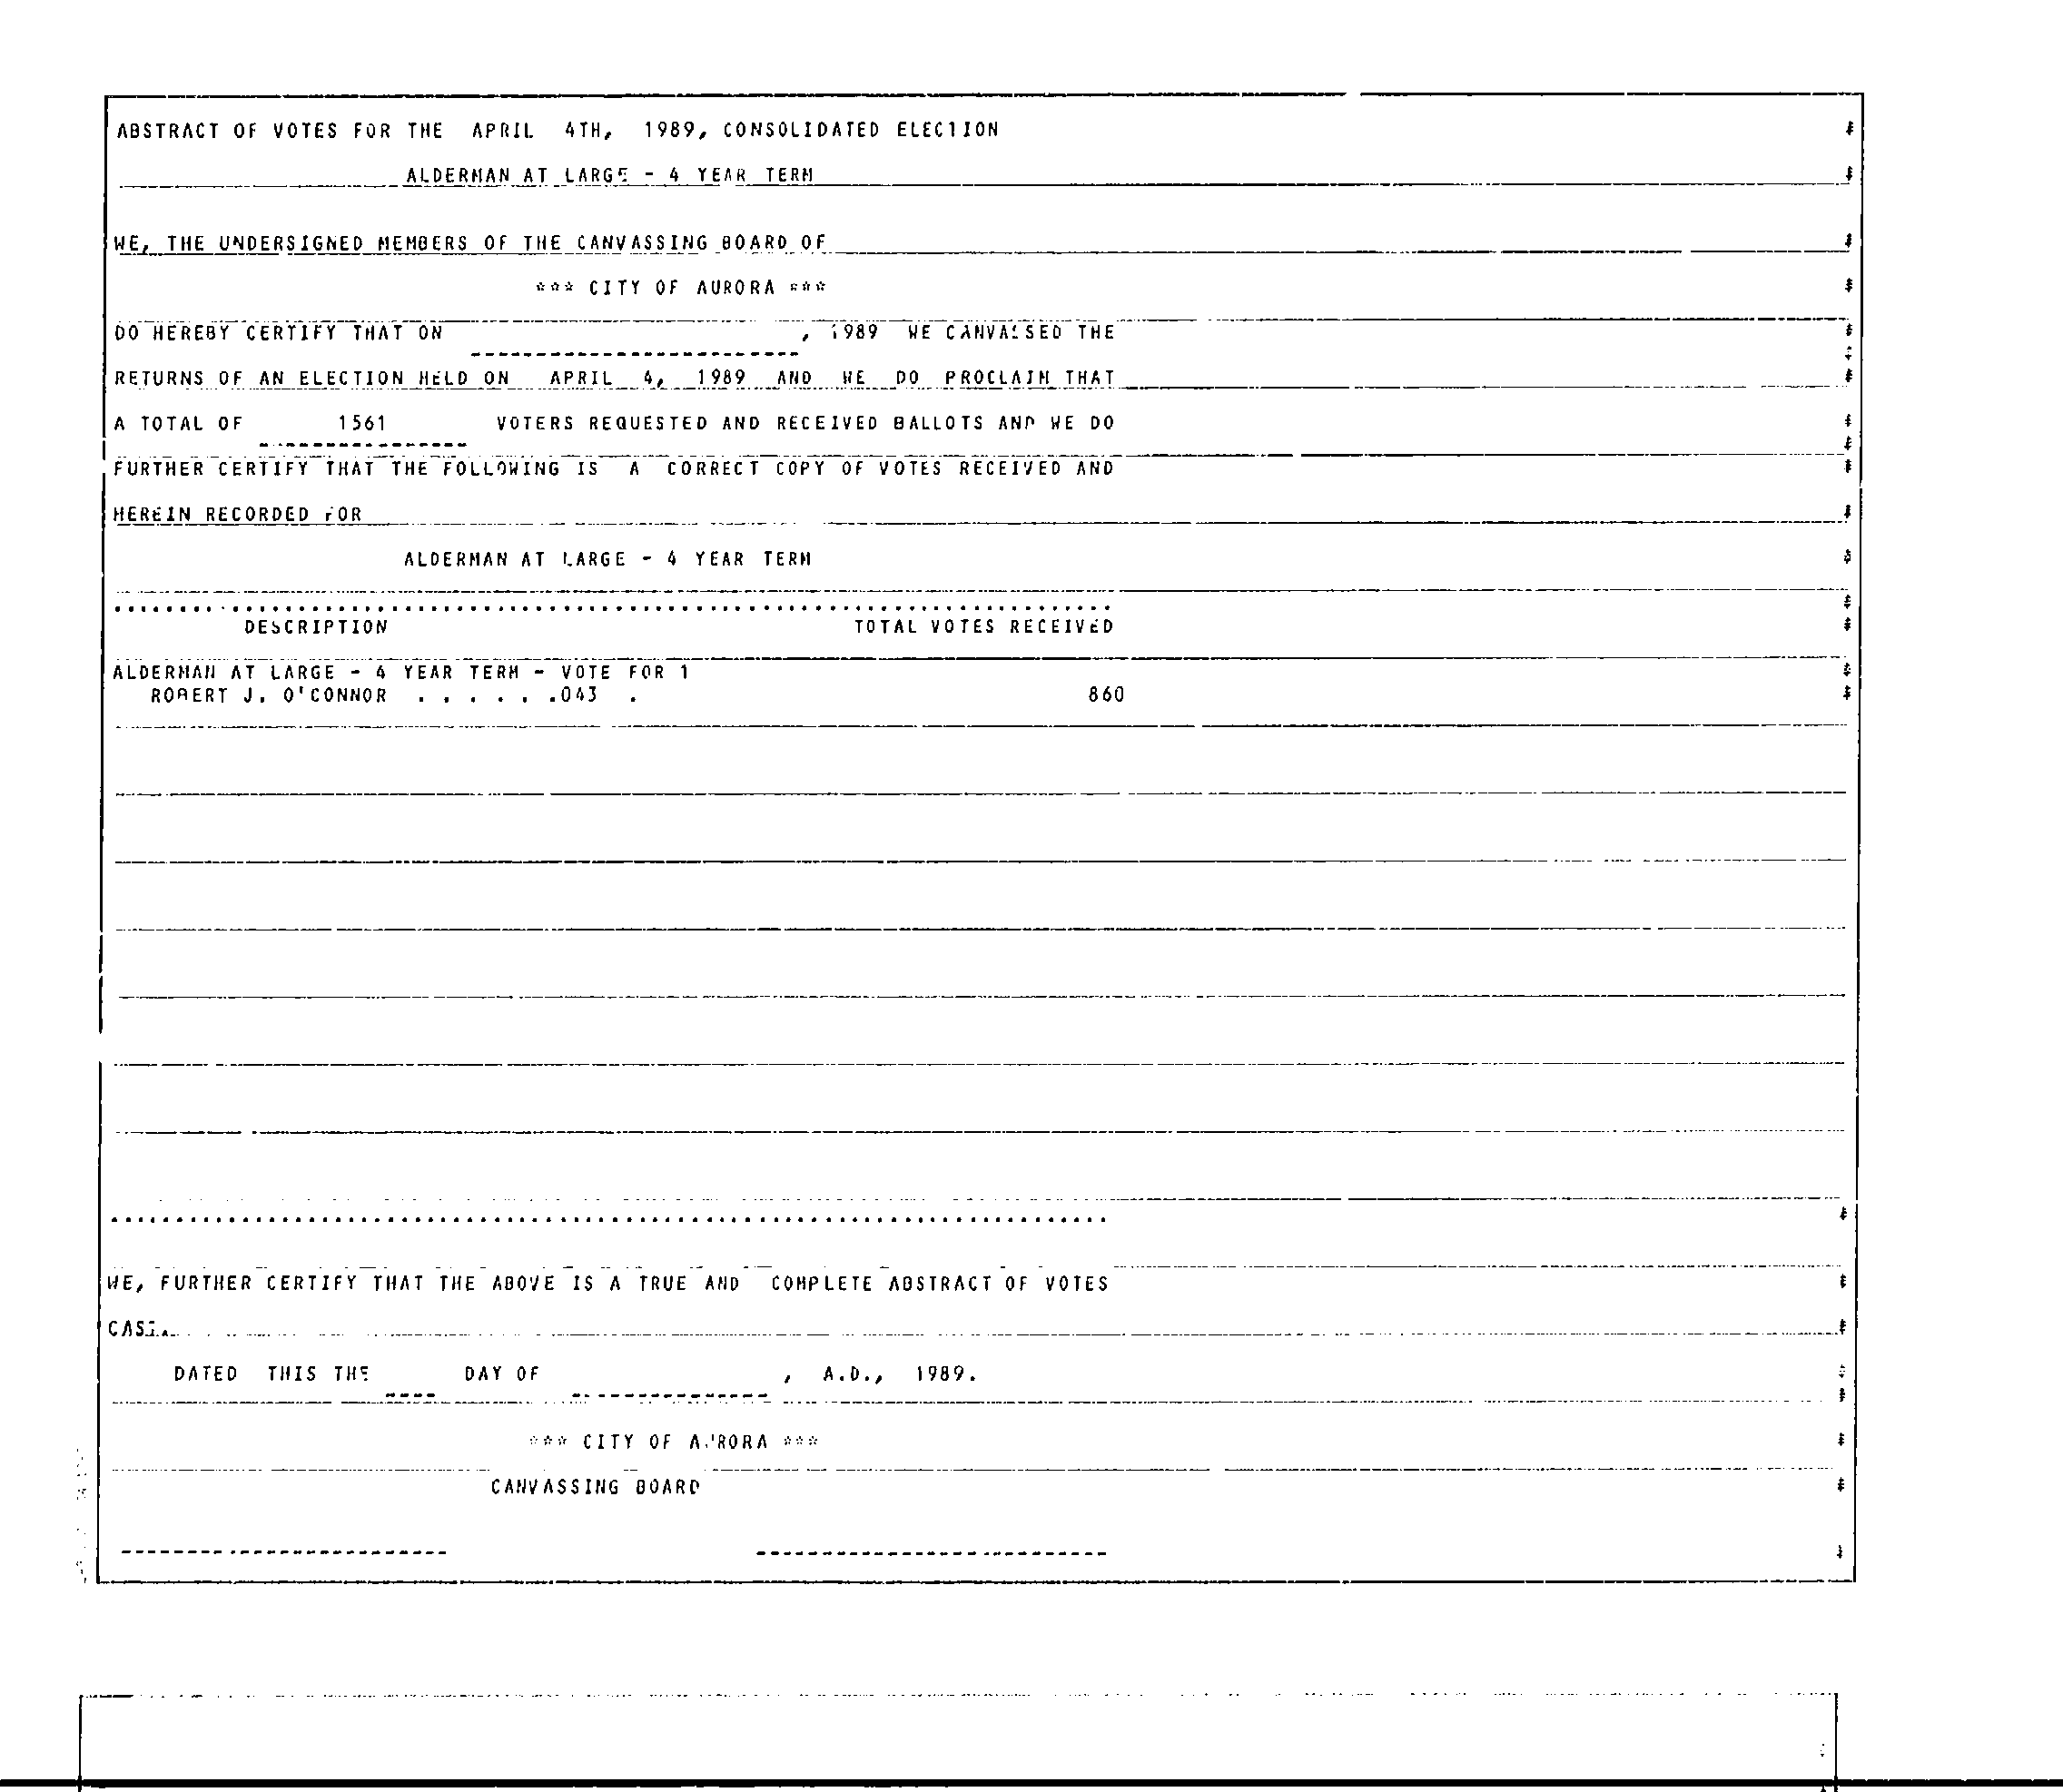 ABSTRACT OF VOTES FOR THE APRIL 4TH, 1989, CONSOLIDATED ELECTION
ALDERMAN AT LARGE - 4 YEAR TERM
WE, THE UNDERSIGNED MEMBERS OF THE CANVASSING BOARD OF
*** CITY OF AURORA ***
DO HEREBY CERTIFY THAT ON , 1989 WE CANVASSED THE
RETURNS OF AN ELECTION HELD ON APRIL 4, 1989 AND WE DO PROCLAIM THAT
A TOTAL OF 1561 VOTERS REQUESTED AND RECEIVED BALLOTS AND WE DO
FURTHER CERTIFY THAT THE FOLLOWING IS A CORRECT COPY OF VOTES RECEIVED AND
HEREIN RECORDED FOR
ALDERMAN AT LARGE - 4 YEAR TERM
DESCRIPTION TOTAL VOTES RECEIVED
ALDERMAN AT LARGE - 4 YEAR TERM - VOTE FOR 1
ROBERT J. O'CONNOR . . . . . .043 . 860
WE, FURTHER CERTIFY THAT THE ABOVE IS A TRUE AND COMPLETE ABSTRACT OF VOTES
CAST.
DATED THIS THE DAY OF , A.D., 1989.
*** CITY OF AURORA ***
CANVASSING BOARD